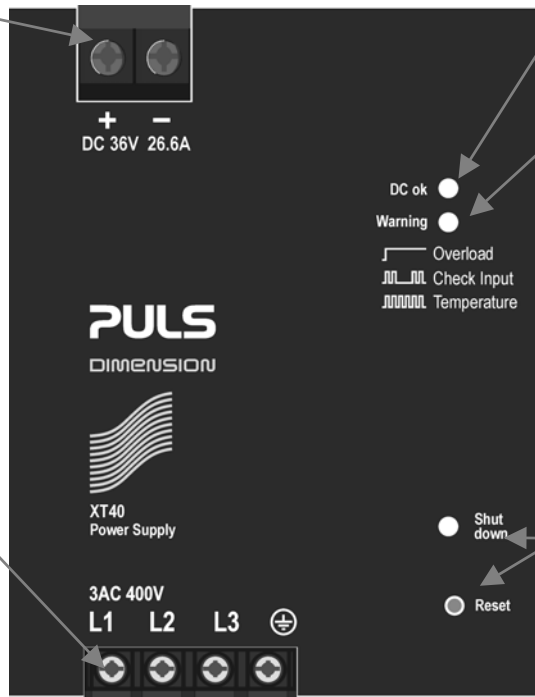 + −
DC 36V 26.6A
DC ok
Warning
Overload
Check Input
Temperature
PULS
DIMENSION
XT40
Power Supply
Shut
down
Reset
3AC 400V
L1 L2 L3